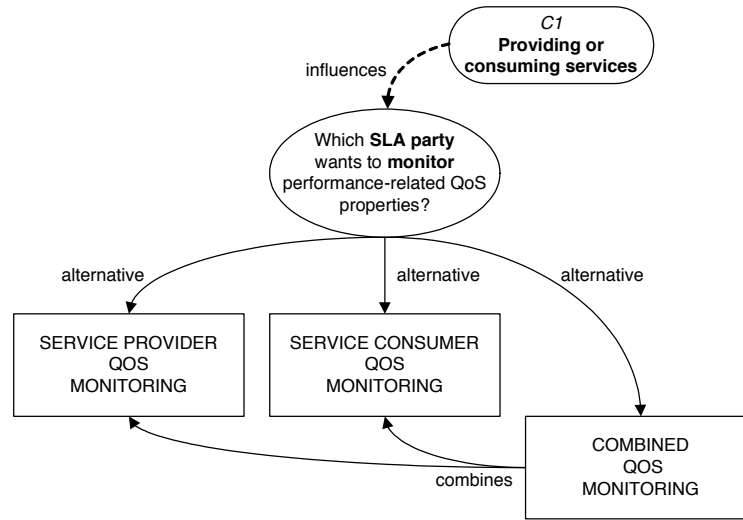 C1
Providing or
consuming services
influences
Which SLA party
wants to monitor
performance-related QoS
properties?
alternative
alternative
alternative
SERVICE PROVIDER
QOS
MONITORING
SERVICE CONSUMER
QOS
MONITORING
COMBINED
QOS
MONITORING
combines